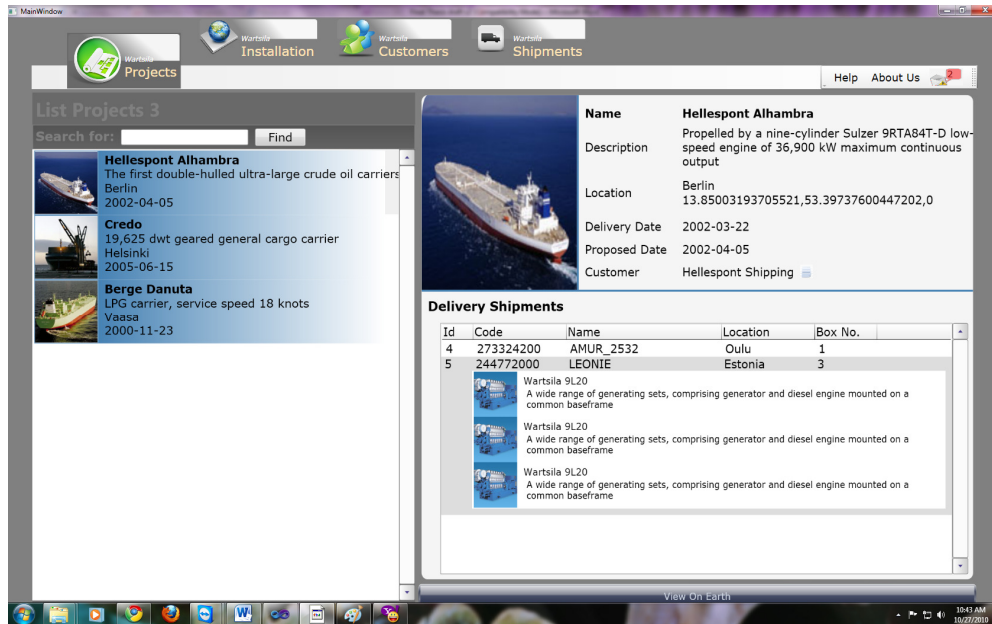 MainWindow
Wartsila
Projects
Wartsila
Installation
Wartsila
Customers
Wartsila
Shipments
Help About Us 2
List Projects 3
Search for: Find
Hellespont Alhambra
The first double-hulled ultra-large crude oil carriers
Berlin
2002-04-05
Credo
19,625 dwt geared general cargo carrier
Helsinki
2005-06-15
Berge Danuta
LPG carrier, service speed 18 knots
Vaasa
2000-11-23
Name Hellespont Alhambra
Description Propelled by a nine-cylinder Sulzer 9RTA84T-D low-
speed engine of 36,900 kW maximum continuous
output
Location Berlin
13.85003193705521,53.39737600447202,0
Delivery Date 2002-03-22
Proposed Date 2002-04-05
Customer Hellespont Shipping
Delivery Shipments
Id Code Name Location Box No.
4 273324200 AMUR_2532 Oulu 1
5 244772000 LEONIE Estonia 3
Wartsila 9L20
A wide range of generating sets, comprising generator and diesel engine mounted on a
common baseframe
Wartsila 9L20
A wide range of generating sets, comprising generator and diesel engine mounted on a
common baseframe
Wartsila 9L20
A wide range of generating sets, comprising generator and diesel engine mounted on a
common baseframe
View On Earth
10:43 AM
10/27/2010